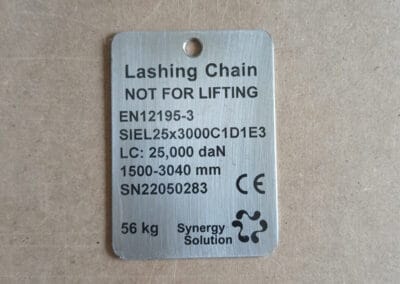 Lashing Chain
NOT FOR LIFTING
EN12195-3
SIEL25x3000C1D1E3
LC: 25,000 daN
1500-3040 mm
SN22050283 CE
56 kg Synergy
Solution